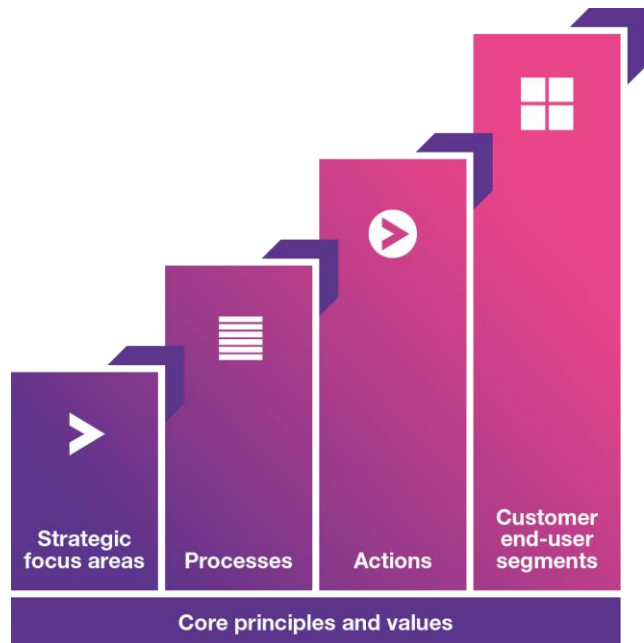 Strategic
focus areas
Processes
Actions
Customer
end-user
segments
Core principles and values